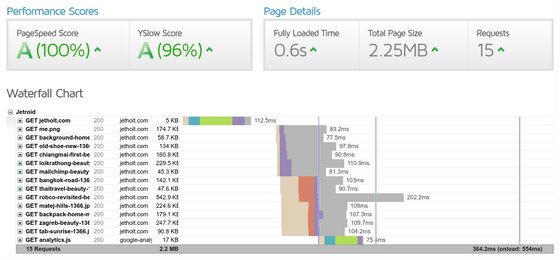 Performance Scores
Page Details
PageSpeed Score
YSlow Score
Fully Loaded Time
Total Page Size
Requests
A (100%)
A (96%)
0.6s
2.25MB
15
Waterfall Chart
Jetroid
GET jetholt.com 200 jetholt.com 5 KB 112.5ms
GET me.png 200 jetholt.com 174.7 KB 83.2ms
GET background-home 200 jetholt.com 58.7 KB 77.5ms
GET old-shoe-new-136 200 jetholt.com 134 KB 97.8ms
GET chiangmai-first-be 200 jetholt.com 160.8 KB 90.8ms
GET loikrathong-beauty 200 jetholt.com 229.5 KB 110.9ms
GET mailchimp-beauty 200 jetholt.com 45.3 KB 81.3ms
GET bangkok-road-136 200 jetholt.com 142.1 KB 103ms
GET thaitravel-beauty- 200 jetholt.com 47.6 KB 90.7ms
GET robco-revisited-be 200 jetholt.com 542.9 KB 202.2ms
GET matej-hills-1366.jp 200 jetholt.com 224.6 KB 109ms
GET backpack-home-m 200 jetholt.com 179.1 KB 107.3ms
GET zagreb-beauty-136 200 jetholt.com 247.7 KB 109.7ms
GET tab-sunrise-1366.j 200 jetholt.com 90.8 KB 104.2ms
GET analytics.js 200 google-analy 17 KB 75.4ms
15 Requests 2.2 MB 364.2ms (onload: 554ms)